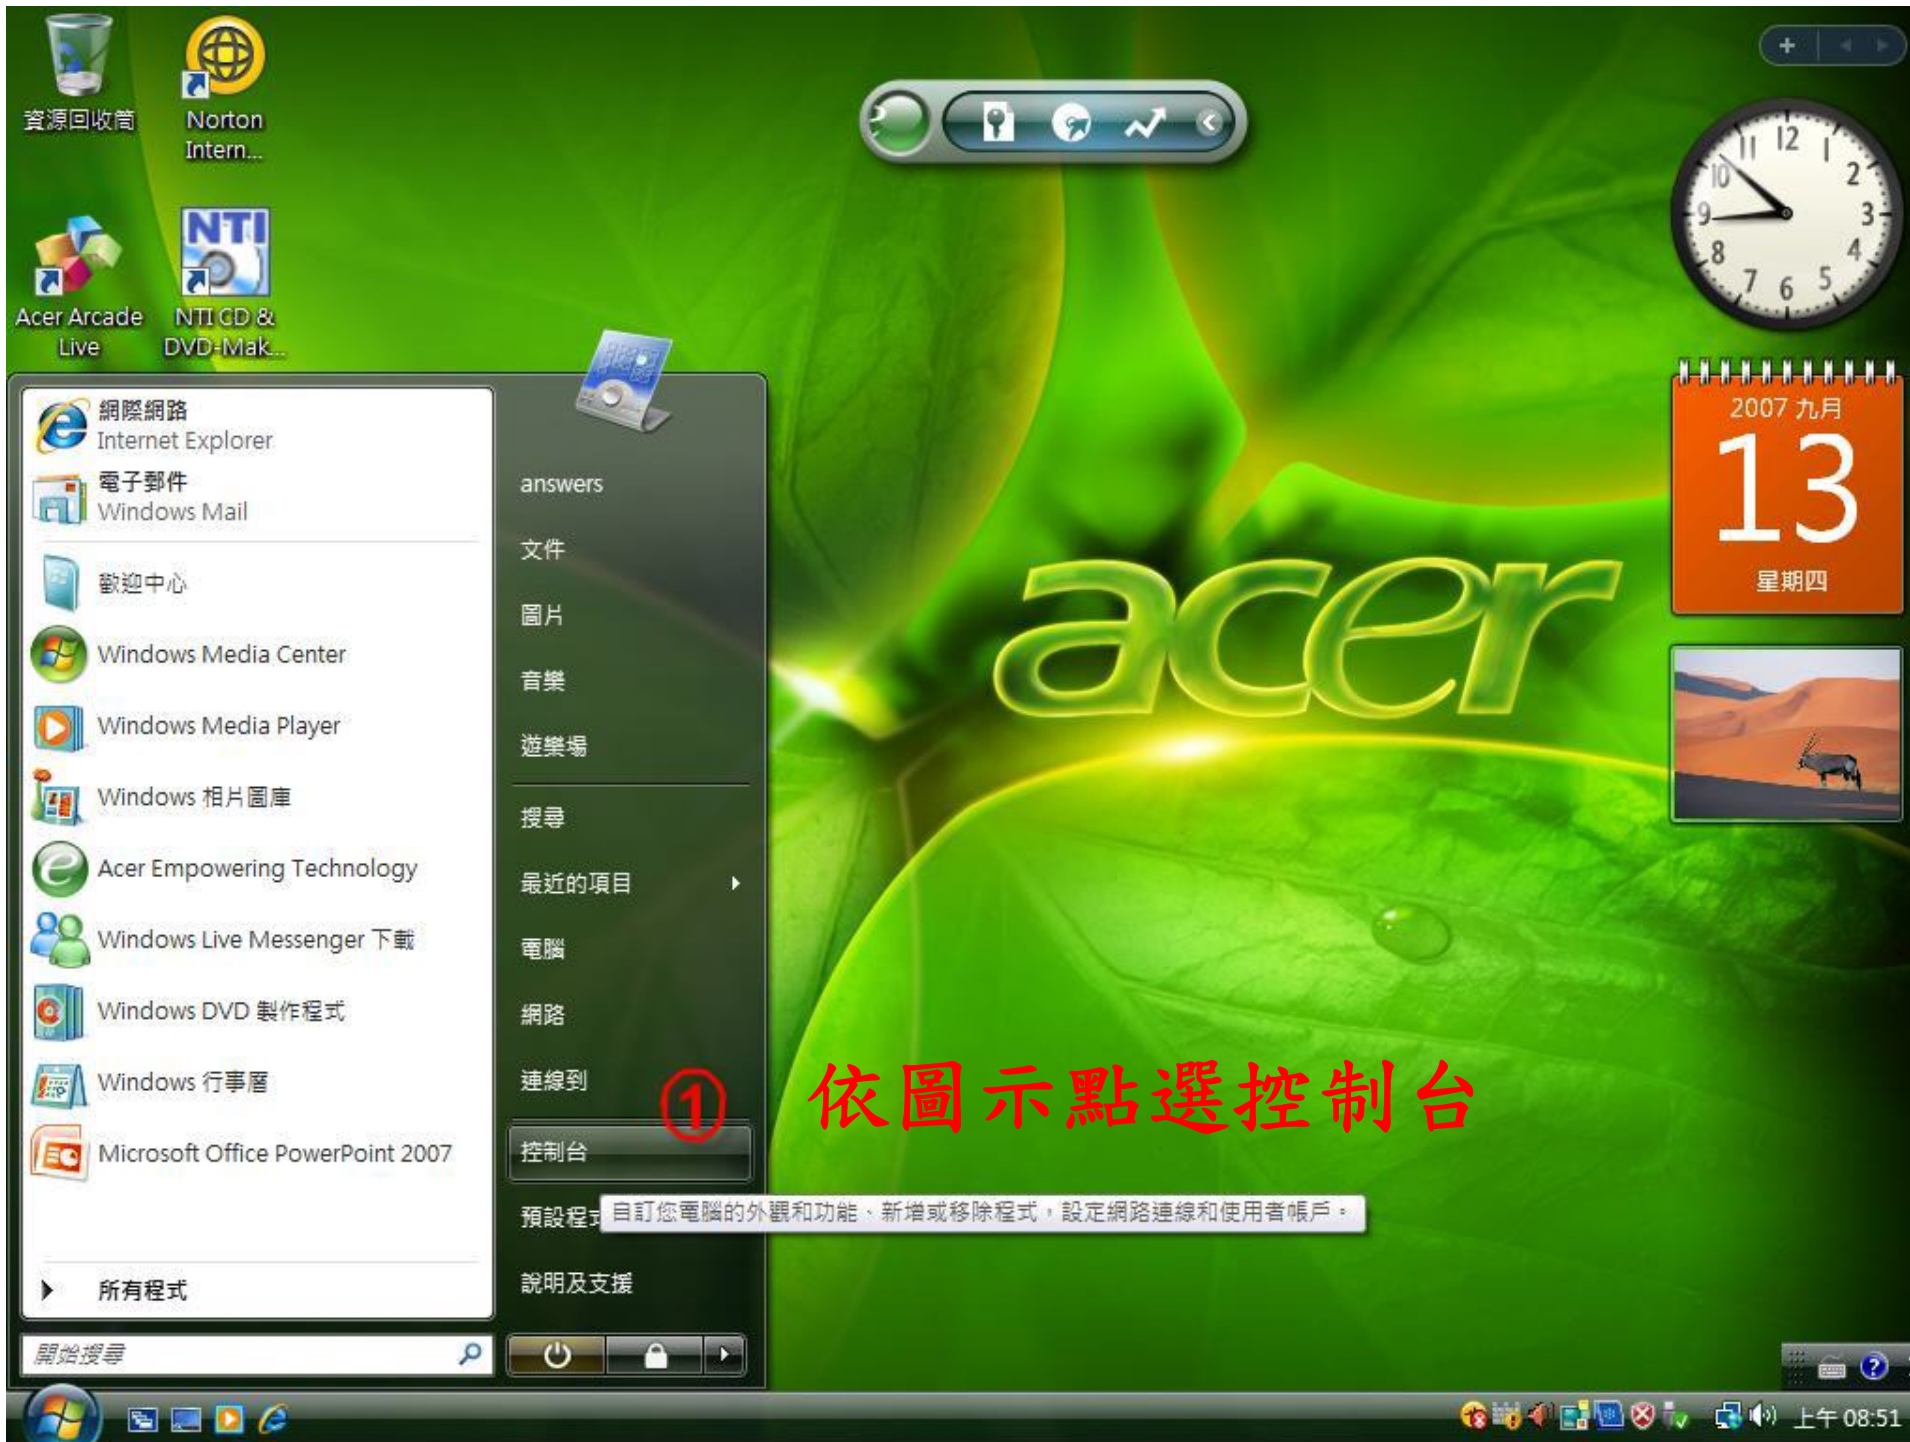 資源回收筒
Norton
Intern...
Acer Arcade
Live
NTI
NTI CD &
DVD-Mak...
網際網路
Internet Explorer
電子郵件
Windows Mail
歡迎中心
Windows Media Center
Windows Media Player
Windows 相片圖庫
Acer Empowering Technology
Windows Live Messenger 下載
Windows DVD 製作程式
Windows 行事曆
Microsoft Office PowerPoint 2007
所有程式
開始搜尋
answers
文件
圖片
音樂
遊樂場
搜尋
最近的項目
電腦
網路
連線到
①
控制台
預設程式
自訂您電腦的外觀和功能、新增或移除程式，設定網路連線和使用者帳戶。
說明及支援
依圖示點選控制台
acer
12
1
2
3
4
5
6
7
8
9
10
11
2007 九月
13
星期四
上午 08:51